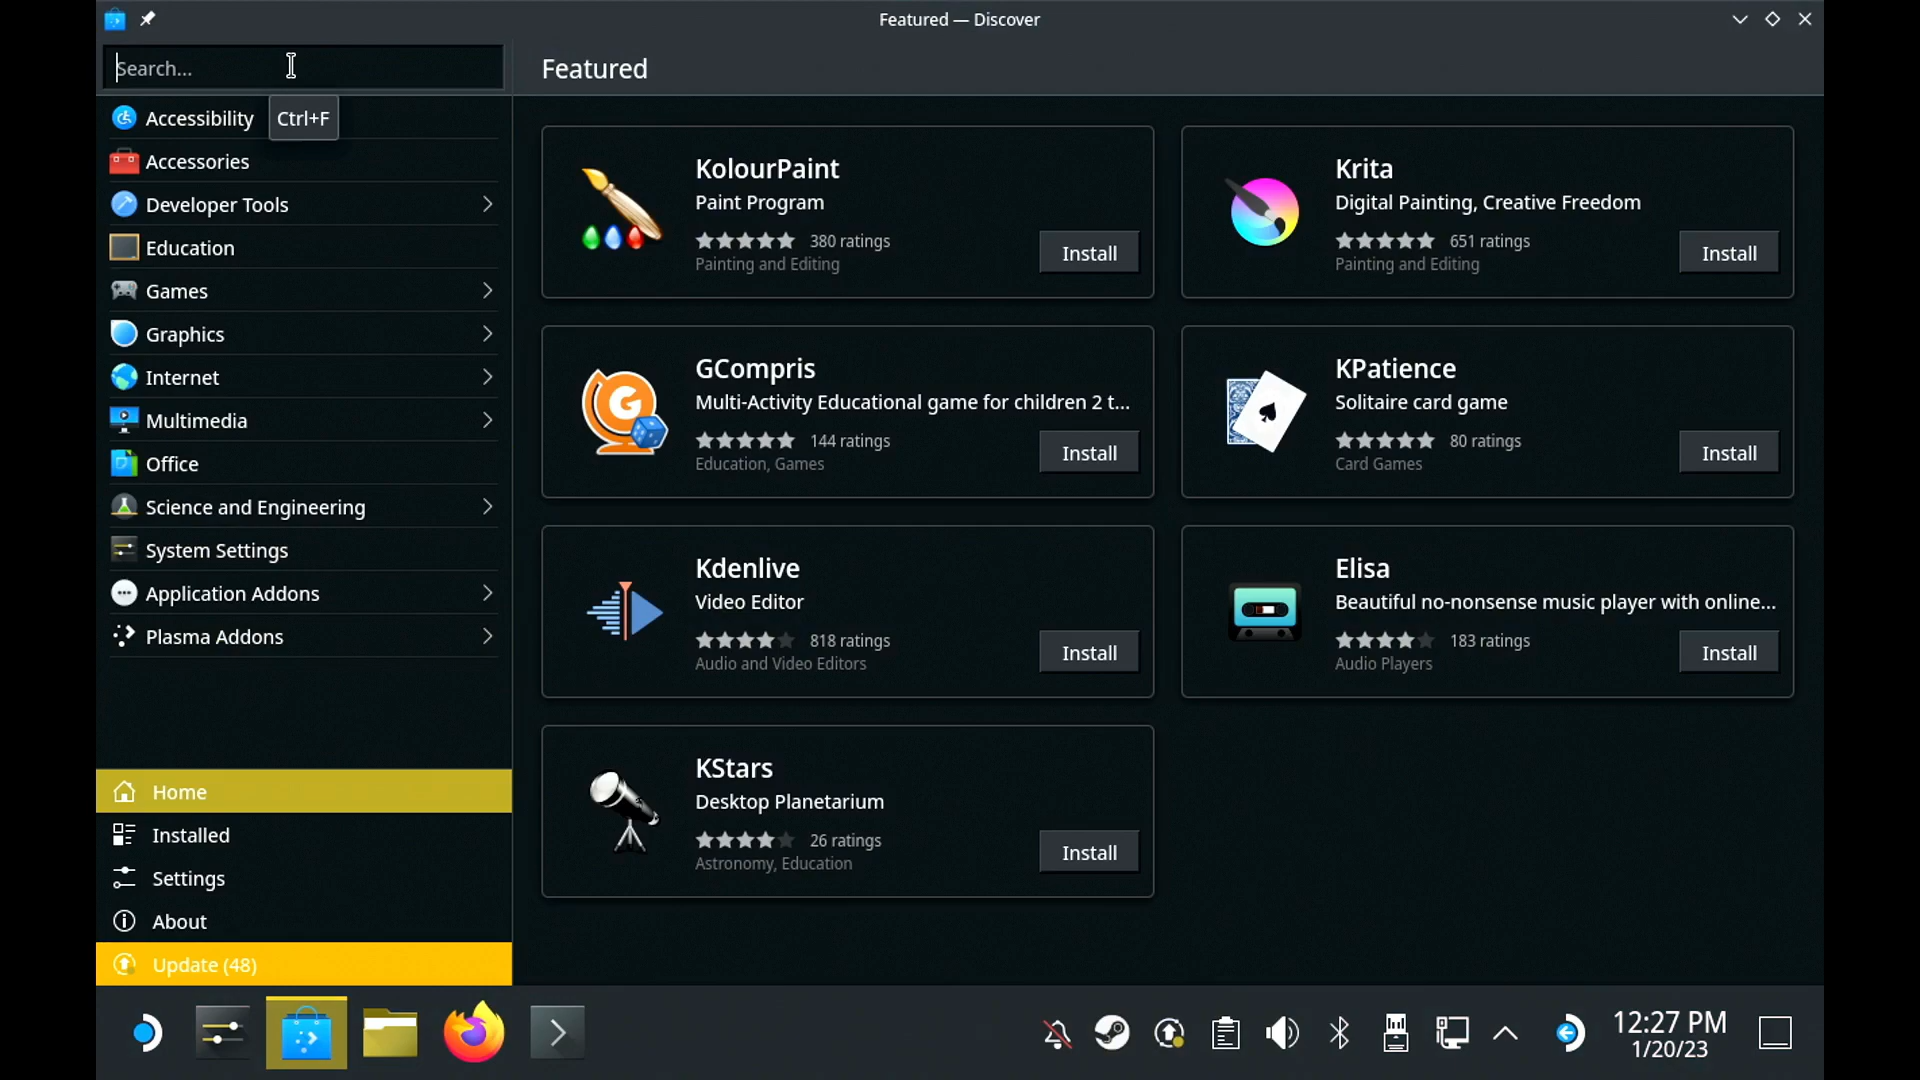 Featured — Discover
Search...
Featured
Accessibility
Ctrl+F
Accessories
Developer Tools
Education
Games
Graphics
Internet
Multimedia
Office
Science and Engineering
System Settings
Application Addons
Plasma Addons
Home
Installed
Settings
About
Update (48)
KolourPaint
Paint Program
380 ratings
Painting and Editing
Install
Krita
Digital Painting, Creative Freedom
651 ratings
Painting and Editing
Install
GCompris
Multi-Activity Educational game for children 2 t...
144 ratings
Education, Games
Install
KPatience
Solitaire card game
80 ratings
Card Games
Install
Kdenlive
Video Editor
818 ratings
Audio and Video Editors
Install
Elisa
Beautiful no-nonsense music player with online...
183 ratings
Audio Players
Install
KStars
Desktop Planetarium
26 ratings
Astronomy, Education
Install
12:27 PM
1/20/23